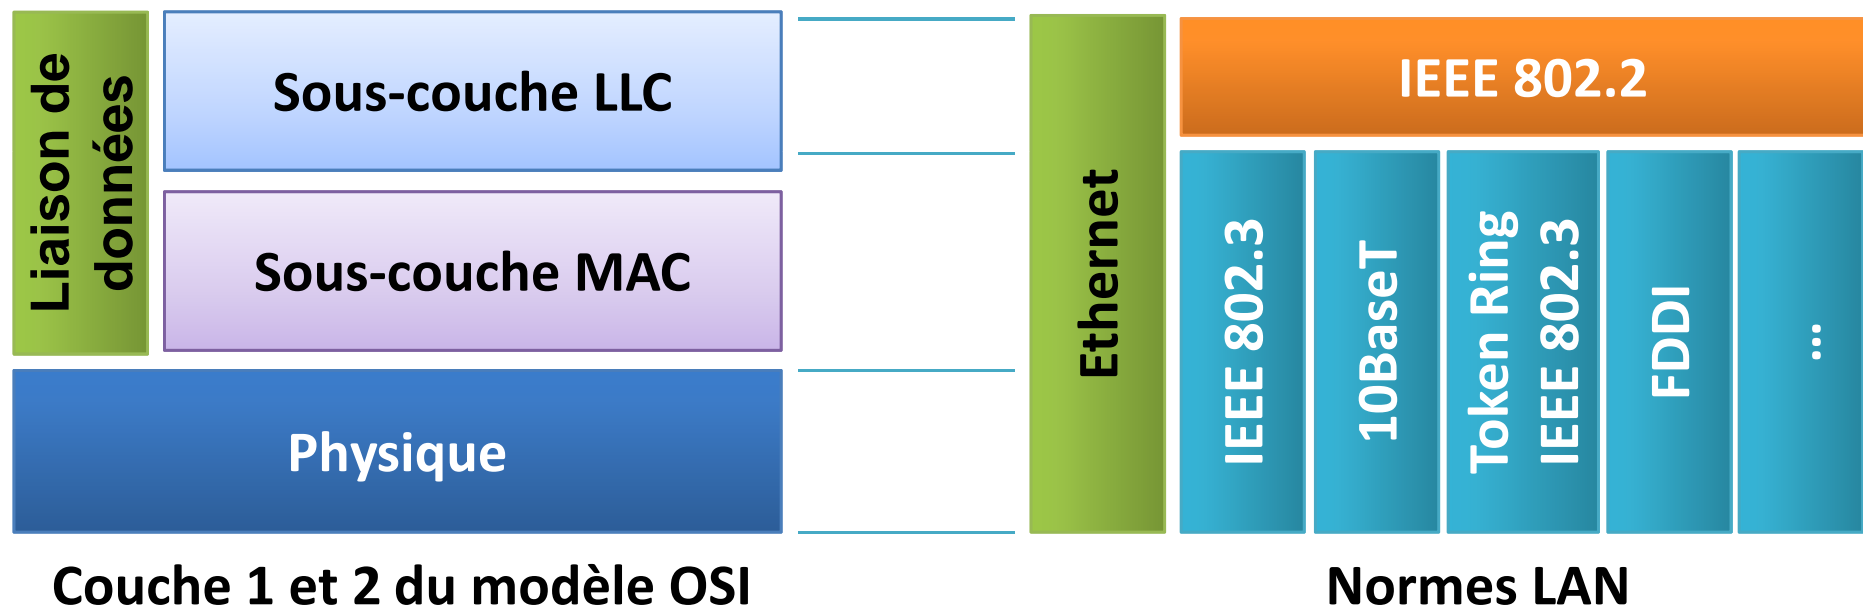 Liaison de
données
Sous-couche LLC
Sous-couche MAC
Physique
Couche 1 et 2 du modèle OSI
Ethernet
IEEE 802.2
IEEE 802.3
10BaseT
Token Ring
IEEE 802.3
FDDI
...
Normes LAN